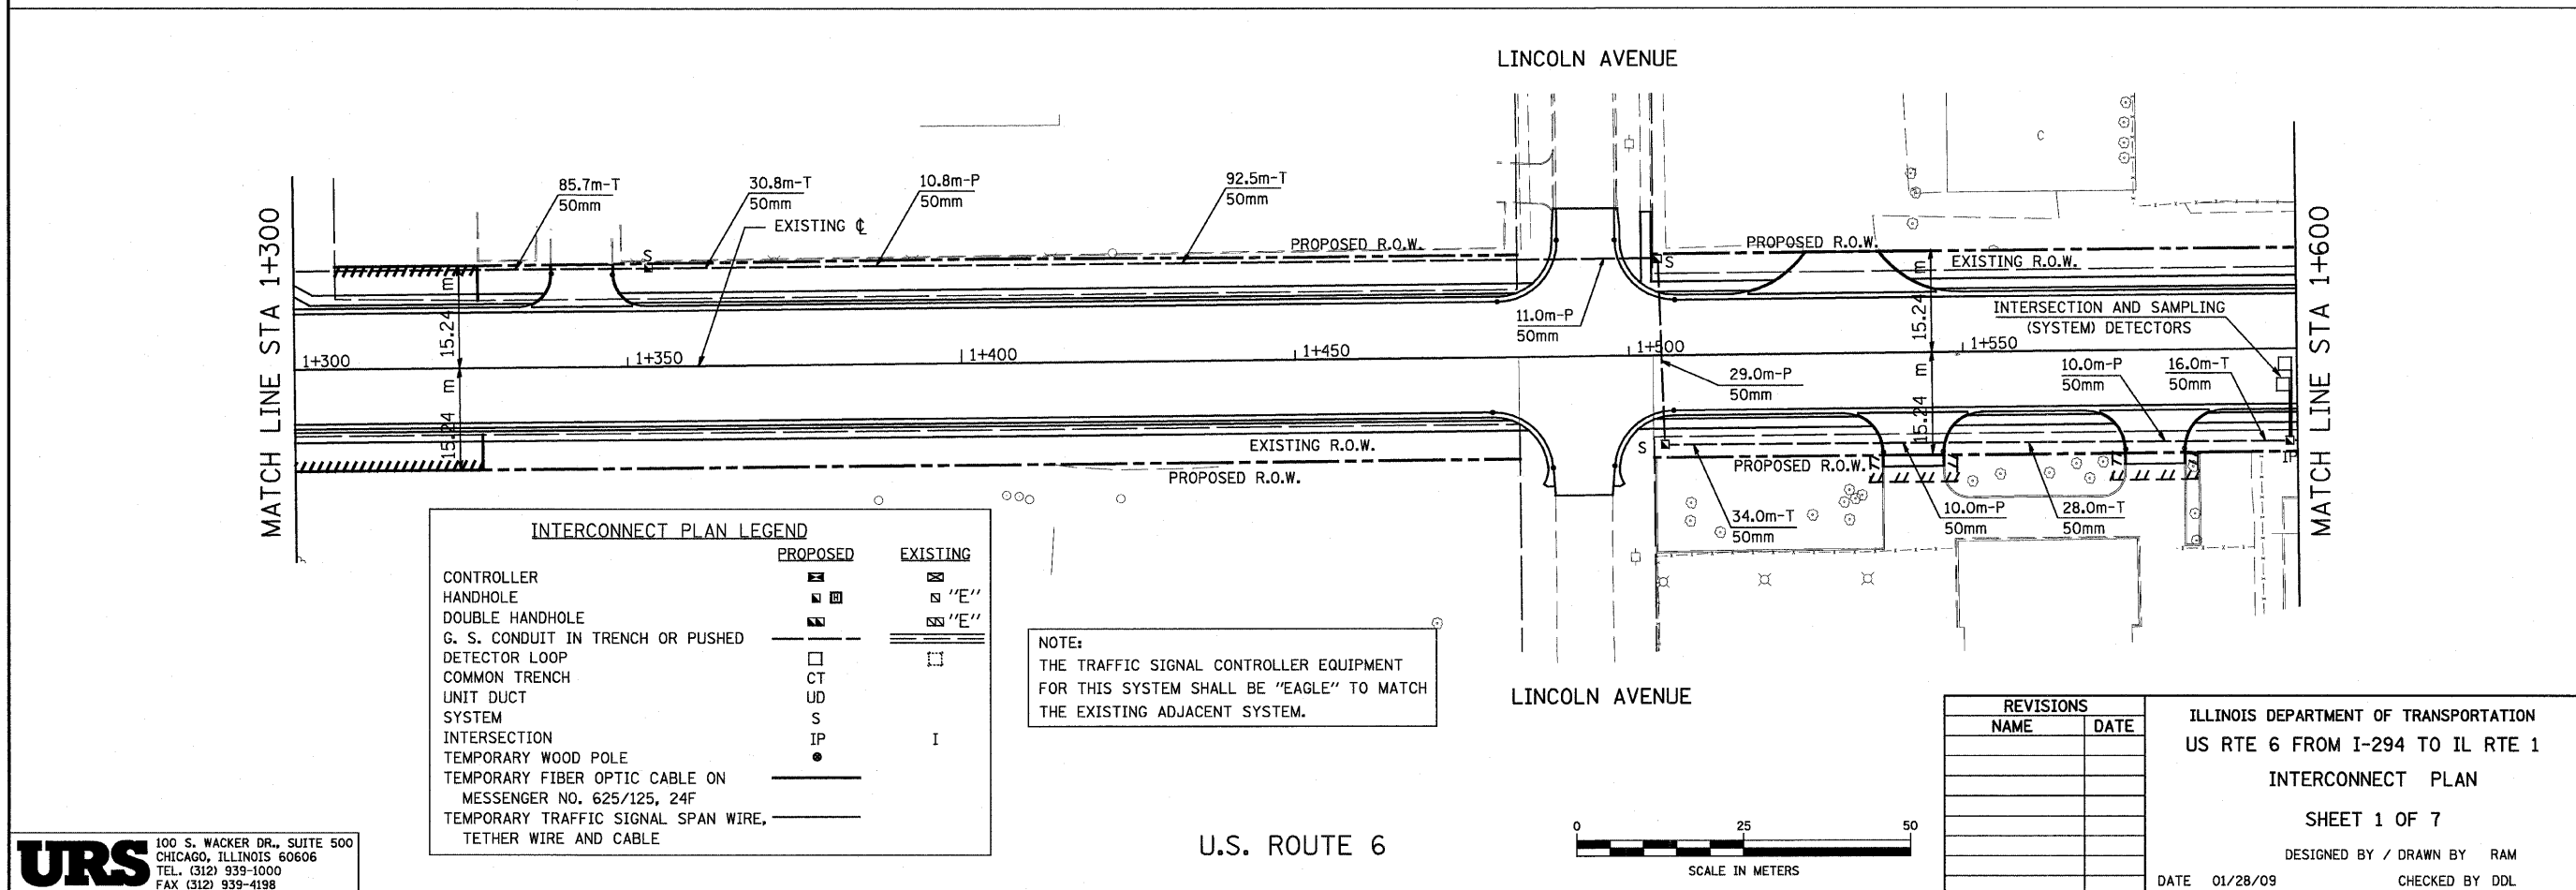 LINCOLN AVENUE
MATCH LINE STA 1+300
85.7m-T
50mm
30.8m-T
50mm
10.8m-P
50mm
92.5m-T
50mm
EXISTING ℄
S
PROPOSED R.O.W.
S
PROPOSED R.O.W.
EXISTING R.O.W.
C
15.24 m
15.24 m
11.0m-P
50mm
INTERSECTION AND SAMPLING
(SYSTEM) DETECTORS
1+300
1+350
1+400
1+450
1+500
1+550
29.0m-P
50mm
10.0m-P
50mm
16.0m-T
50mm
15.24 m
15.24 m
EXISTING R.O.W.
PROPOSED R.O.W.
S
PROPOSED R.O.W.
IP
34.0m-T
50mm
10.0m-P
50mm
28.0m-T
50mm
MATCH LINE STA 1+600
INTERCONNECT PLAN LEGEND
PROPOSED EXISTING
CONTROLLER
HANDHOLE H "E"
DOUBLE HANDHOLE "E"
G. S. CONDUIT IN TRENCH OR PUSHED
DETECTOR LOOP
COMMON TRENCH CT
UNIT DUCT UD
SYSTEM S
INTERSECTION IP I
TEMPORARY WOOD POLE
TEMPORARY FIBER OPTIC CABLE ON
MESSENGER NO. 625/125, 24F
TEMPORARY TRAFFIC SIGNAL SPAN WIRE,
TETHER WIRE AND CABLE
NOTE:
THE TRAFFIC SIGNAL CONTROLLER EQUIPMENT
FOR THIS SYSTEM SHALL BE "EAGLE" TO MATCH
THE EXISTING ADJACENT SYSTEM.
LINCOLN AVENUE
U.S. ROUTE 6
0 25 50
SCALE IN METERS
REVISIONS
NAME DATE
ILLINOIS DEPARTMENT OF TRANSPORTATION
US RTE 6 FROM I-294 TO IL RTE 1
INTERCONNECT PLAN
SHEET 1 OF 7
DESIGNED BY / DRAWN BY RAM
DATE 01/28/09 CHECKED BY DDL
URS
100 S. WACKER DR., SUITE 500
CHICAGO, ILLINOIS 60606
TEL. (312) 939-1000
FAX (312) 939-4198